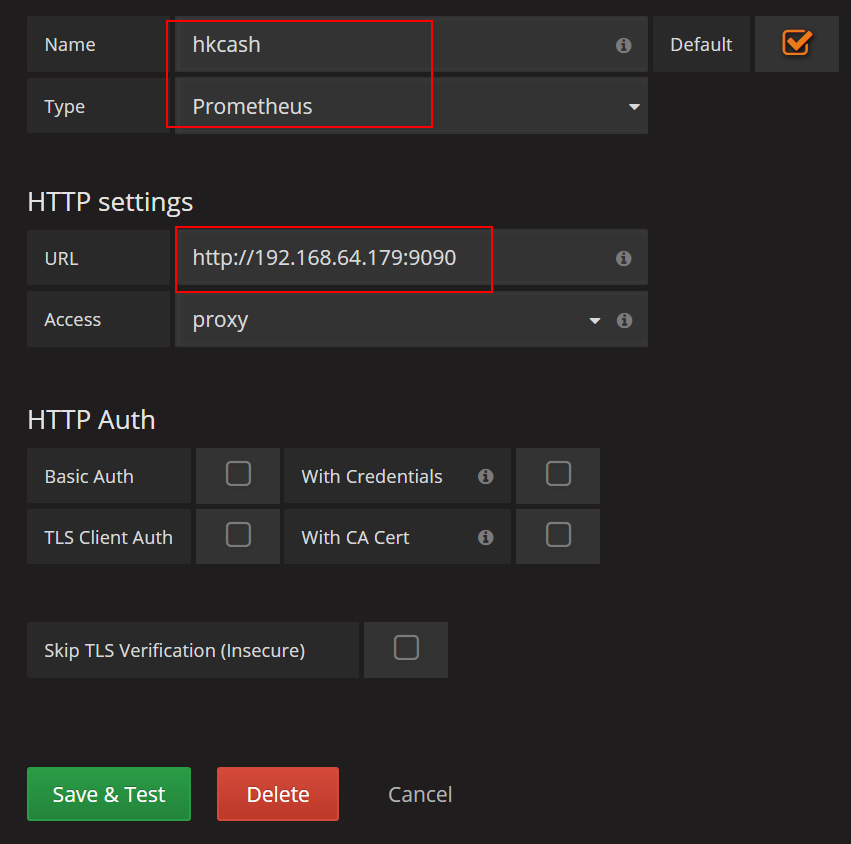 Name hkcash Default
Type Prometheus
HTTP settings
URL http://192.168.64.179:9090
Access proxy
HTTP Auth
Basic Auth With Credentials
TLS Client Auth With CA Cert
Skip TLS Verification (Insecure)
Save & Test Delete Cancel